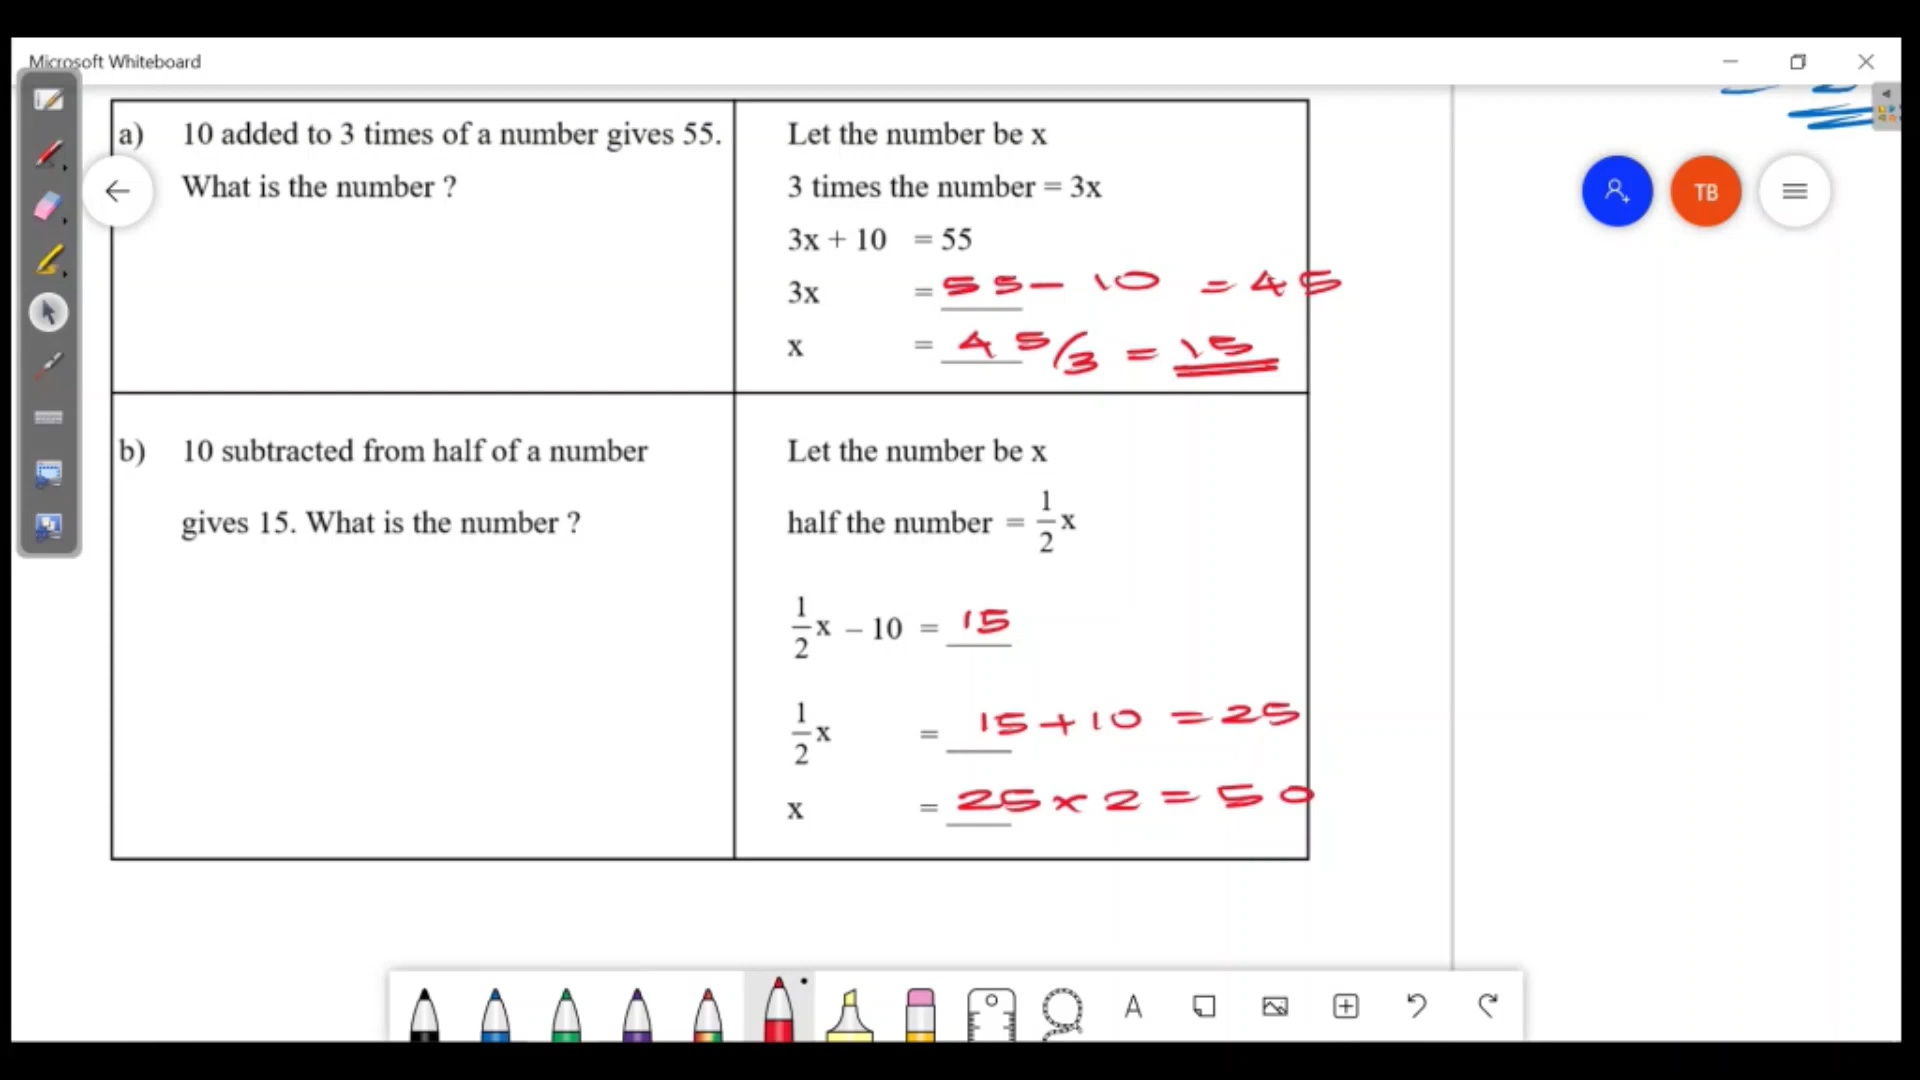 Microsoft Whiteboard
a) 10 added to 3 times of a number gives 55.
What is the number ?
Let the number be x
3 times the number = 3x
3x + 10 = 55
3x = 55 - 10 = 45
x = 45/3 = 15
TB
b) 10 subtracted from half of a number
gives 15. What is the number ?
Let the number be x
half the number = 1/2 x
1/2 x – 10 = 15
1/2 x = 15 + 10 = 25
x = 25 × 2 = 50
A